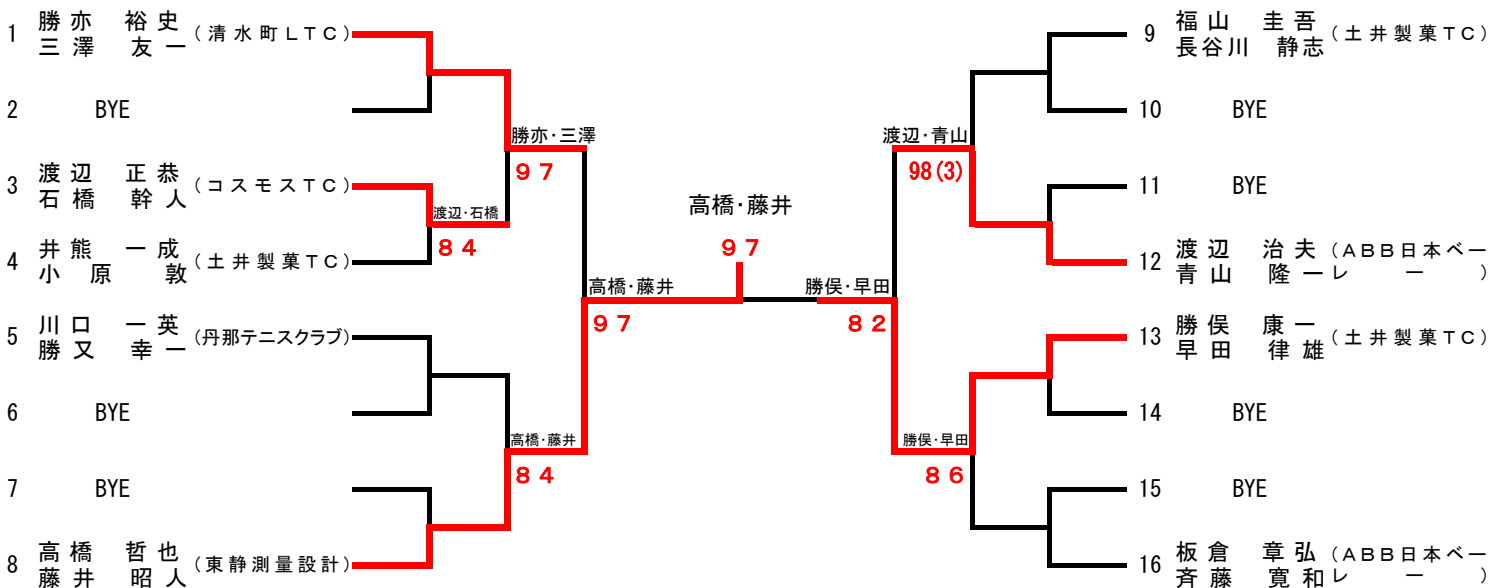 1 勝亦 裕史 (清水町LTC)
三澤 友一
2 BYE
3 渡辺 正恭 (コスモスTC)
石橋 幹人
4 井熊 一成 (土井製菓TC)
小原 敦
5 川口 一英 (丹那テニスクラブ)
勝又 幸一
6 BYE
7 BYE
8 高橋 哲也 (東静測量設計)
藤井 昭人
勝亦・三澤
97
渡辺・石橋
84
高橋・藤井
97
高橋・藤井
84
高橋・藤井
97
渡辺・青山
98(3)
勝俣・早田
82
勝俣・早田
86
9 福山 圭吾 (土井製菓TC)
長谷川 静志
10 BYE
11 BYE
12 渡辺 治夫 (ABB日本ベー
青山 隆一 レー)
13 勝俣 康一 (土井製菓TC)
早田 律雄
14 BYE
15 BYE
16 板倉 章弘 (ABB日本ベー
斉藤 寛和 レー)